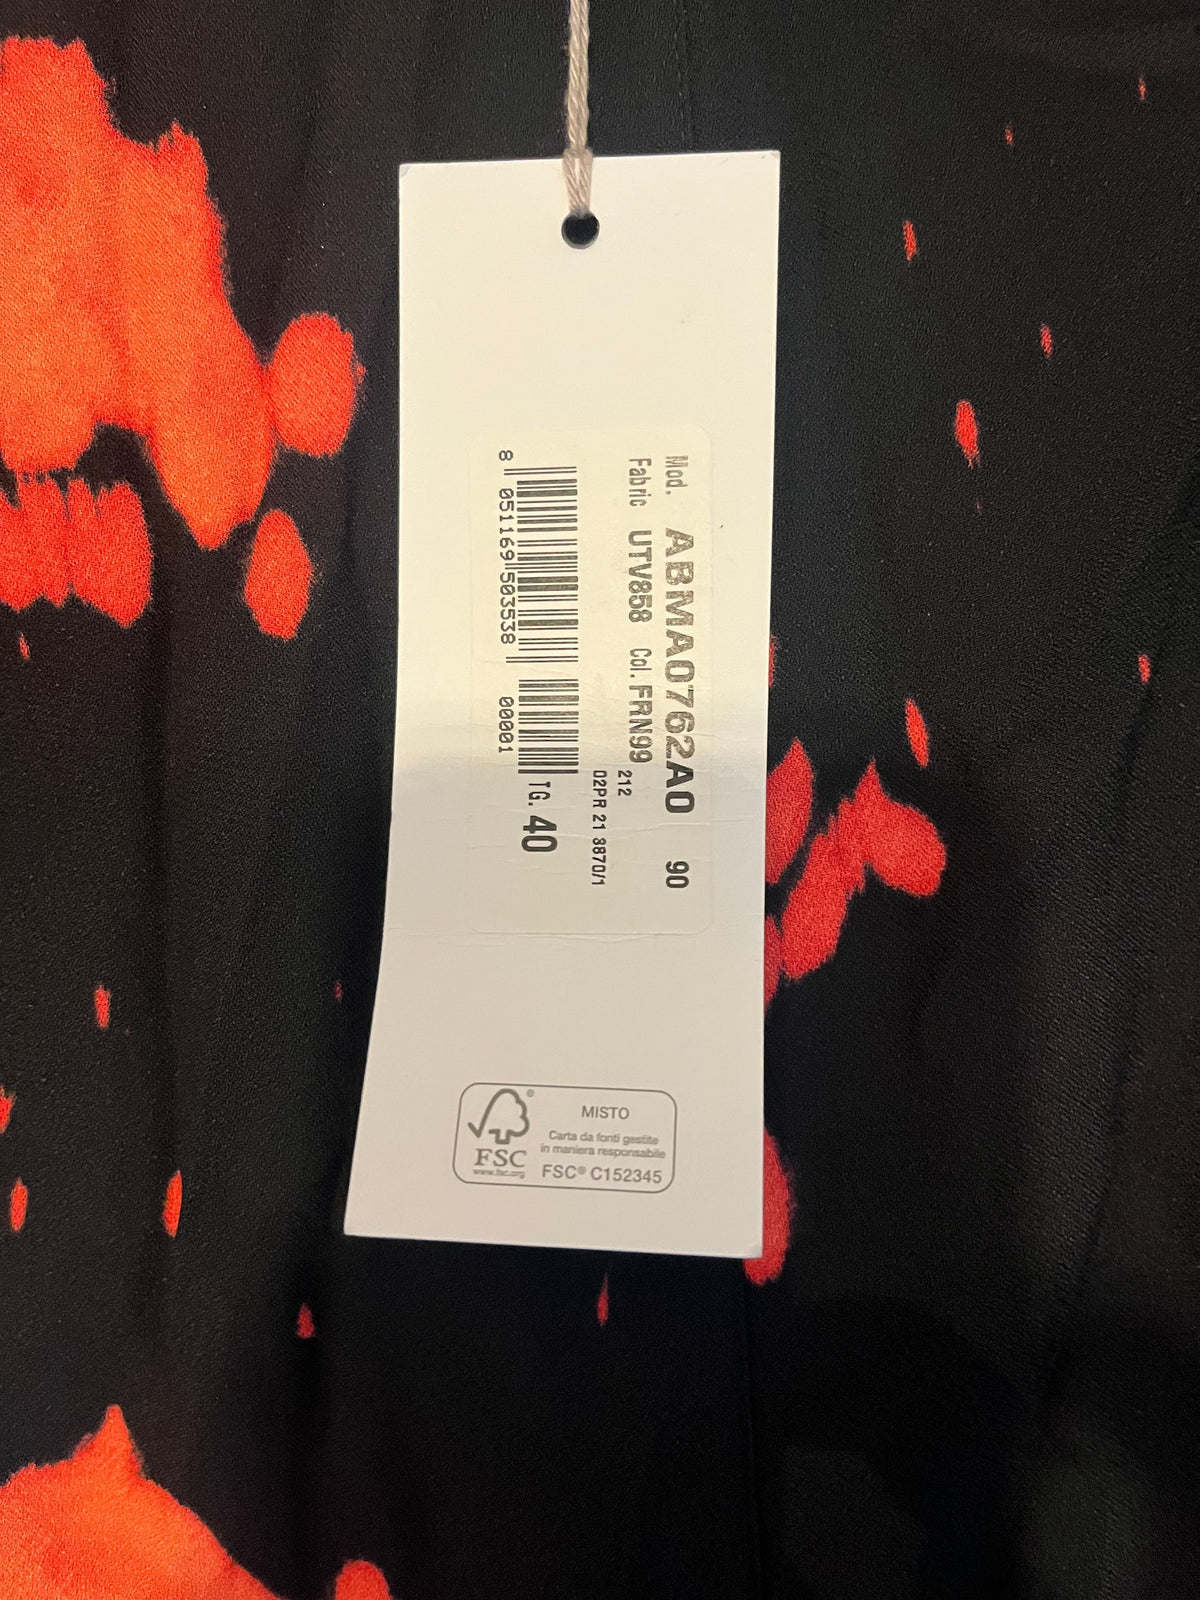 Mod. ABMA0762A0 90
Fabric UTV858 Col. FRN99
212
02PR 21 3870/1
8 051169 503538 00001
TG. 40
MISTO
Carta da fonti gestite
in maniera responsabile
FSC® C152345
®
FSC
www.fsc.org